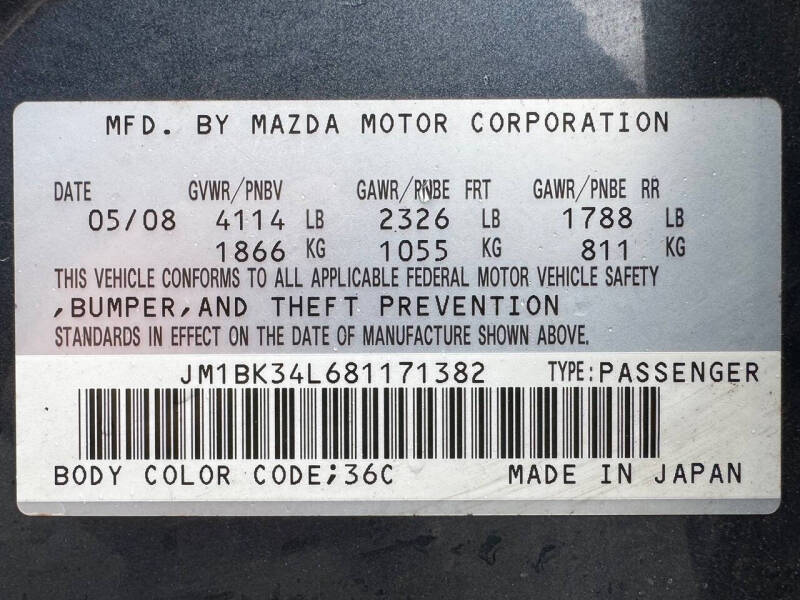 MFD. BY MAZDA MOTOR CORPORATION
DATE GVWR/PNBV GAWR/PNBE FRT GAWR/PNBE RR
05/08 4114 LB 2326 LB 1788 LB
1866 KG 1055 KG 811 KG
THIS VEHICLE CONFORMS TO ALL APPLICABLE FEDERAL MOTOR VEHICLE SAFETY
,BUMPER,AND THEFT PREVENTION
STANDARDS IN EFFECT ON THE DATE OF MANUFACTURE SHOWN ABOVE.
JM1BK34L681171382 TYPE:PASSENGER
BODY COLOR CODE;36C MADE IN JAPAN